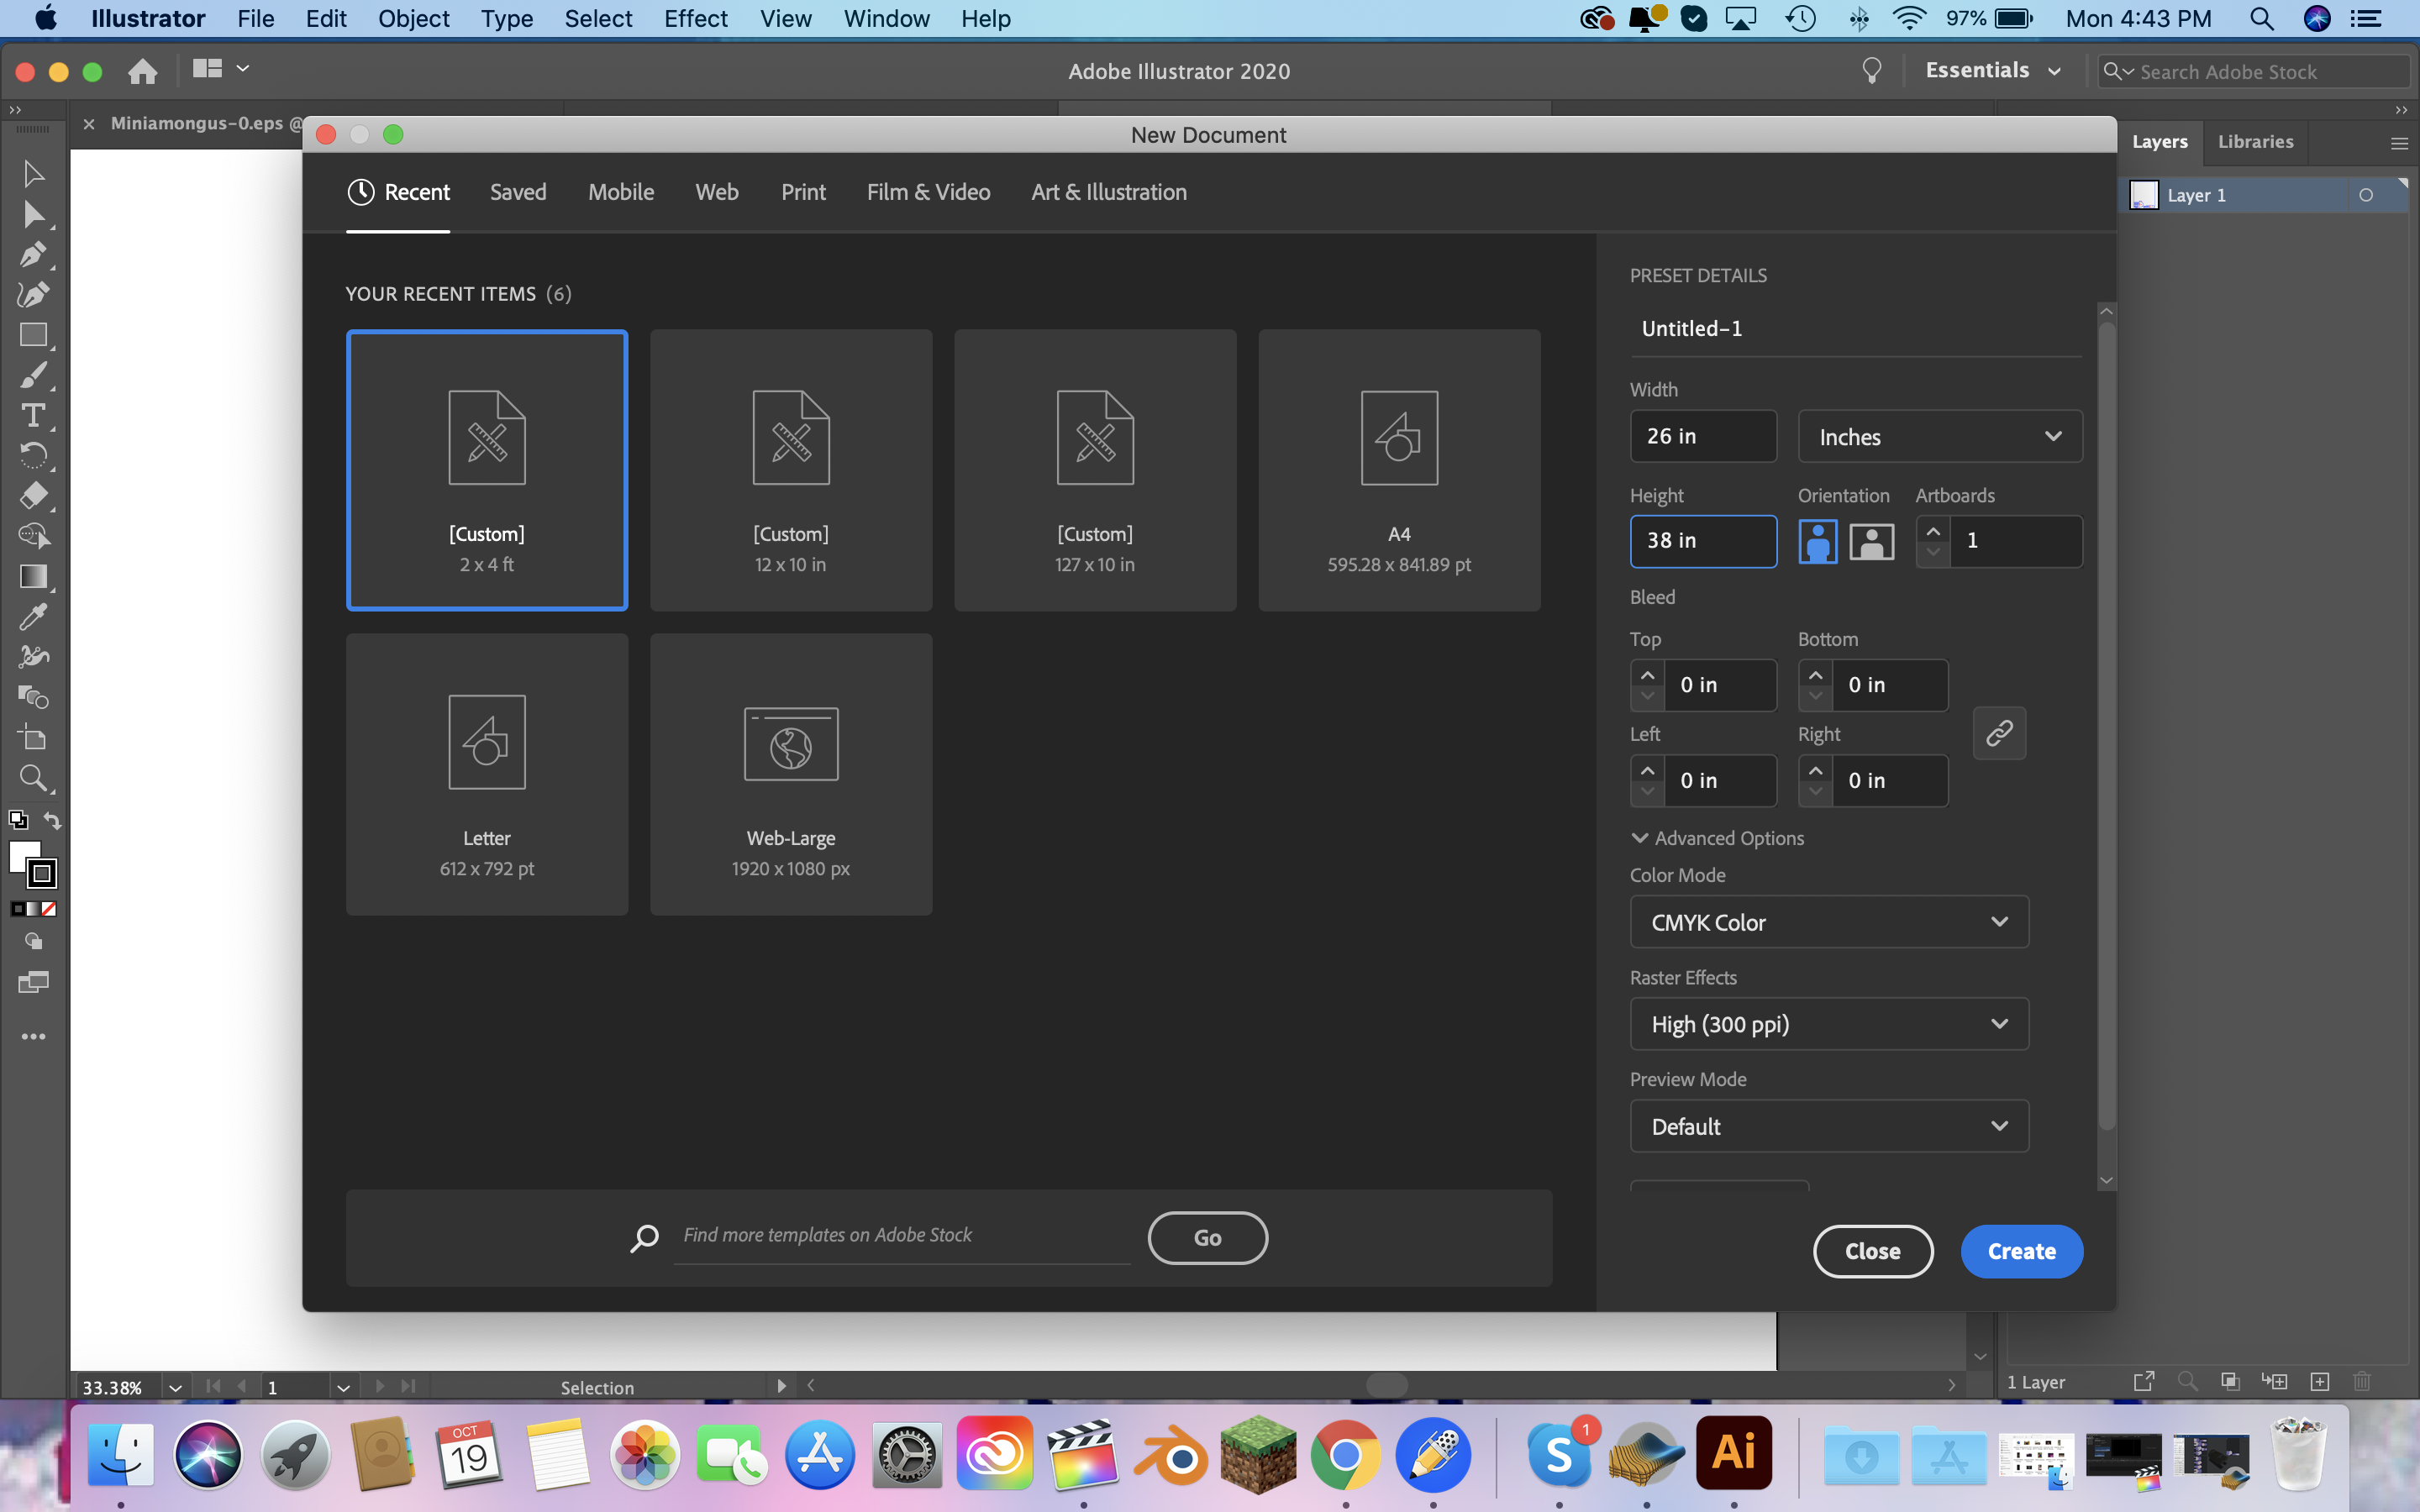 Illustrator File Edit Object Type Select Effect View Window Help 97% Mon 4:43 PM
Adobe Illustrator 2020 Essentials Search Adobe Stock
Miniamongus-0.eps @
New Document
Layers Libraries
Layer 1
Recent Saved Mobile Web Print Film & Video Art & Illustration
YOUR RECENT ITEMS (6)
[Custom]
2 x 4 ft
[Custom]
12 x 10 in
[Custom]
127 x 10 in
A4
595.28 x 841.89 pt
Letter
612 x 792 pt
Web-Large
1920 x 1080 px
PRESET DETAILS
Untitled-1
Width
26 in Inches
Height Orientation Artboards
38 in 1
Bleed
Top Bottom
0 in 0 in
Left Right
0 in 0 in
Advanced Options
Color Mode
CMYK Color
Raster Effects
High (300 ppi)
Preview Mode
Default
Find more templates on Adobe Stock Go
Close Create
33.38% 1 Selection
1 Layer
OCT
19
S
1
Ai